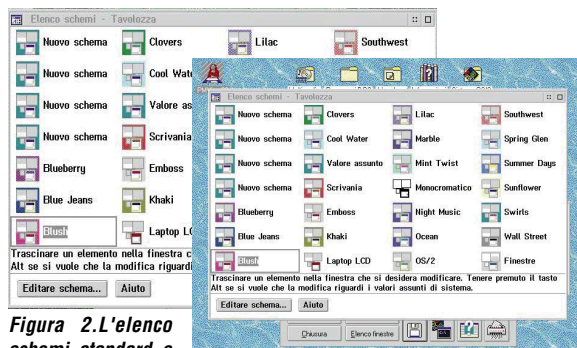 Elenco schemi - Tavolozza
Nuovo schema Clovers Lilac Southwest
Nuovo schema Cool Wat
Nuovo schema Valore as
Nuovo schema Scrivania
Blueberry Emboss
Blue Jeans Khaki
Blush Laptop LC
Trascinare un elemento nella finestra c
Alt se si vuole che la modifica riguardi
Editare schema... Aiuto
Elenco schemi - Tavolozza
Nuovo schema Clovers Lilac Southwest
Nuovo schema Cool Water Marble Spring Glen
Nuovo schema Valore assunto Mint Twist Summer Days
Nuovo schema Scrivania Monocromatico Sunflower
Blueberry Emboss Night Music Swirls
Blue Jeans Khaki Ocean Wall Street
Blush Laptop LCD OS/2 Finestre
Trascinare un elemento nella finestra che si desidera modificare. Tenere premuto il tasto
Alt se si vuole che la modifica riguardi i valori assunti di sistema.
Editare schema... Aiuto
Chiusura Elenco finestre
Figura 2.L'elenco
schemi standard e